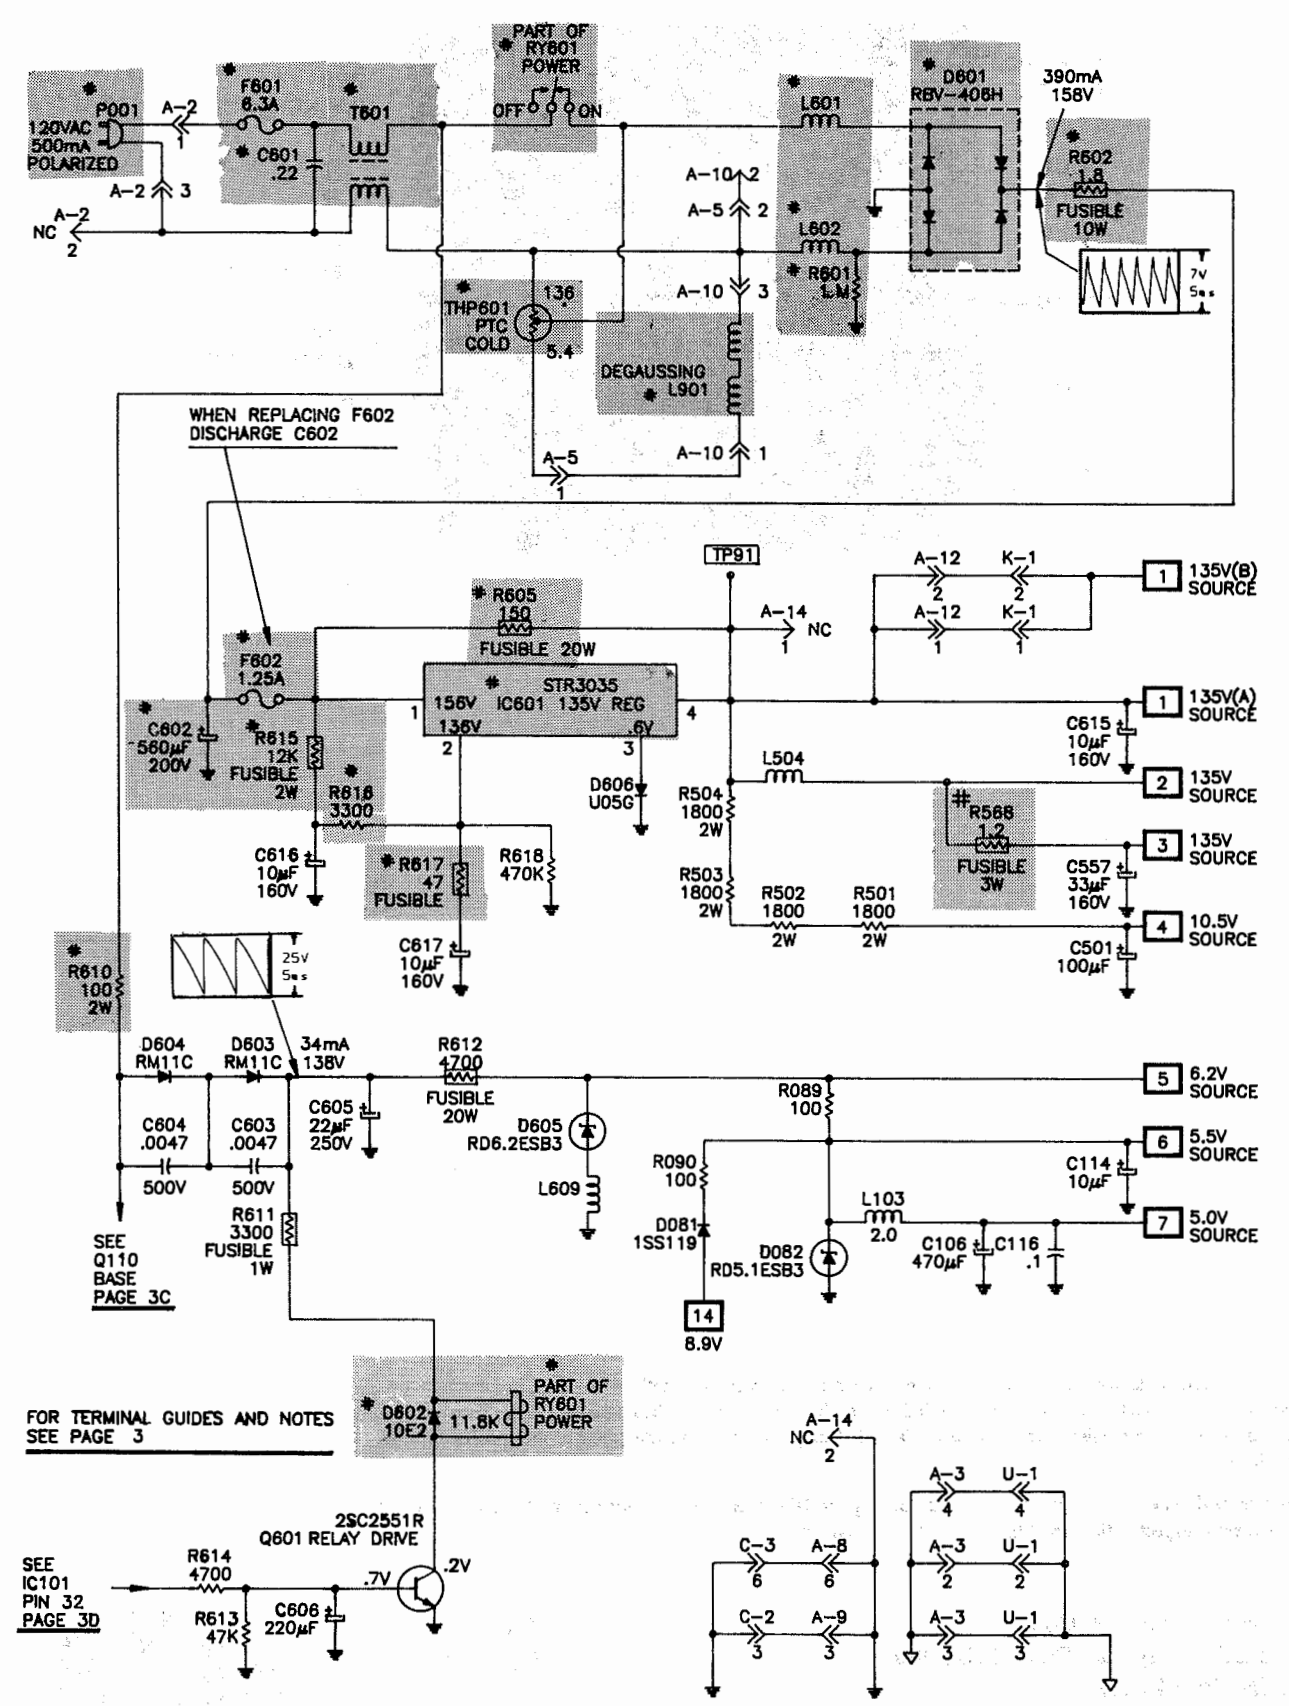 PART OF
RY601
POWER
OFF
ON
P001
120VAC
500mA
POLARIZED
A-2
1
A-2
3
A-2
NC
2
F601
6.3A
C601
.22
T601
L601
D601
RBV-406H
390mA
158V
R602
1.8
FUSIBLE
10W
7V
5ms
A-10
2
A-5
2
L602
R601
1M
A-10
3
THP601
PTC
COLD
136
5.4
DEGAUSSING
L901
A-10
1
A-5
1
WHEN REPLACING F602
DISCHARGE C602
TP91
A-14
NC
1
A-12
K-1
2
2
A-12
K-1
1
1
1
135V(B)
SOURCE
R605
150
FUSIBLE 20W
F602
1.25A
C602
560µF
200V
STR3035
IC601 135V REG
156V
136V
.6V
1
2
3
4
1
135V(A)
SOURCE
C615
10µF
160V
R615
12K
FUSIBLE
2W
R616
3300
D606
U05G
L504
2
135V
SOURCE
R504
1800
2W
R568
1.2
FUSIBLE
3W
3
135V
SOURCE
C557
33µF
160V
C616
10µF
160V
R617
47
FUSIBLE
R618
470K
R503
1800
2W
R502
1800
2W
R501
1800
2W
4
10.5V
SOURCE
C501
100µF
C617
10µF
160V
R610
100
2W
25V
5ms
D604
RM11C
D603
RM11C
34mA
138V
R612
4700
FUSIBLE
20W
5
6.2V
SOURCE
R089
100
C604
.0047
500V
C603
.0047
500V
C605
22µF
250V
D605
RD6.2ESB3
L609
6
5.5V
SOURCE
C114
10µF
R090
100
D081
1SS119
L103
2.0
7
5.0V
SOURCE
C106
470µF
C116
.1
D082
RD5.1ESB3
14
8.9V
R611
3300
FUSIBLE
1W
SEE
Q110
BASE
PAGE 3C
D602
10E2
11.6K
PART OF
RY601
POWER
FOR TERMINAL GUIDES AND NOTES
SEE PAGE 3
2SC2551R
Q601 RELAY DRIVE
SEE
IC101
PIN 32
PAGE 3D
R614
4700
R613
47K
C606
220µF
.7V
.2V
A-14
NC
2
C-3
A-8
6
6
C-2
A-9
3
3
A-3
U-1
4
4
A-3
U-1
2
2
A-3
U-1
3
3